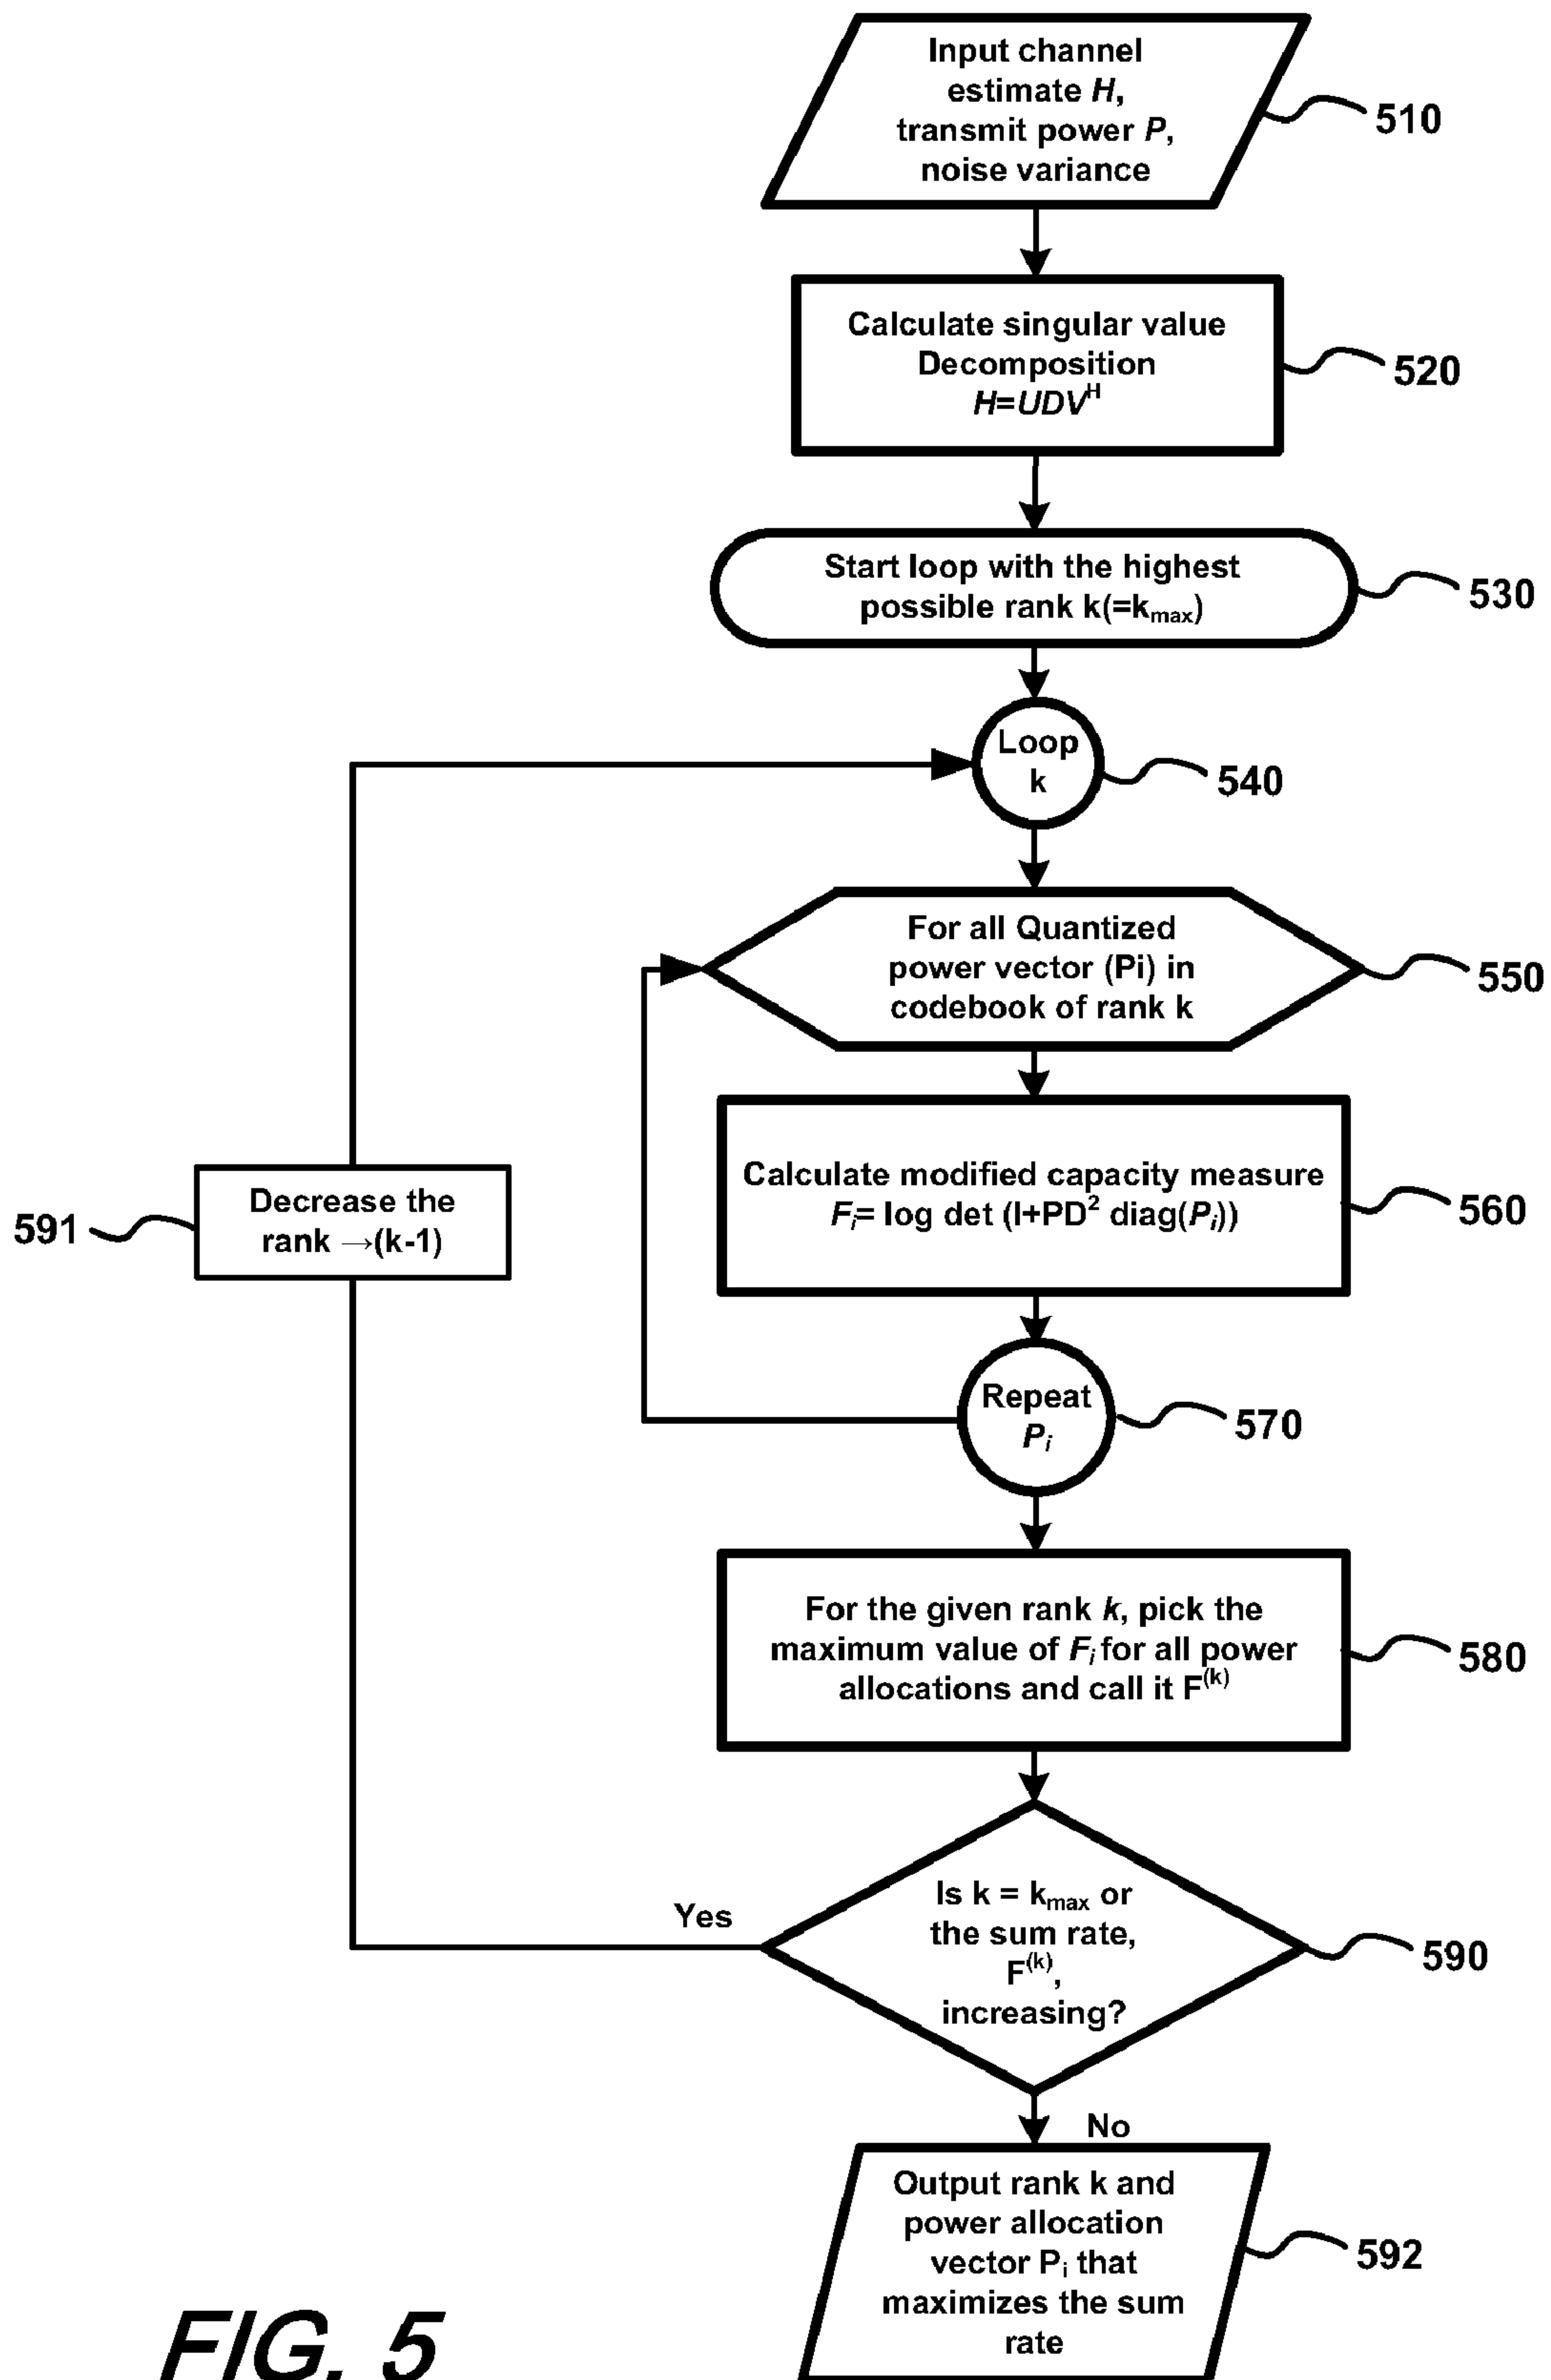 Input channel
estimate H,
transmit power P,
noise variance
510
Calculate singular value
Decomposition
H=UDV^H
520
Start loop with the highest
possible rank k(=k_max)
530
Loop
k
540
For all Quantized
power vector (Pi) in
codebook of rank k
550
Calculate modified capacity measure
F_i= log det (I+PD² diag(P_i))
560
591
Decrease the
rank →(k-1)
Repeat
P_i
570
For the given rank k, pick the
maximum value of F_i for all power
allocations and call it F^(k)
580
Yes
Is k = k_max or
the sum rate,
F^(k),
increasing?
590
No
Output rank k and
power allocation
vector P_i that
maximizes the sum
rate
592
FIG. 5